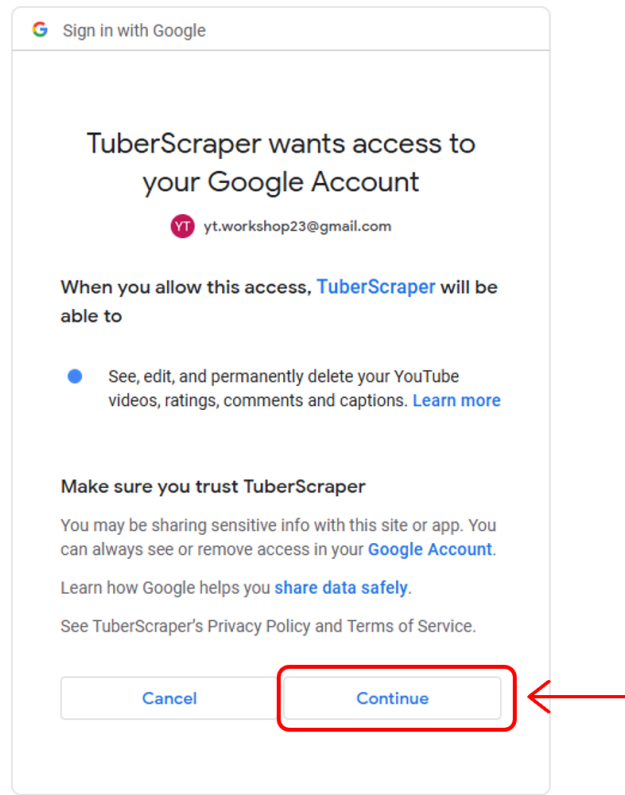 Sign in with Google
TuberScraper wants access to
your Google Account
YT yt.workshop23@gmail.com
When you allow this access, TuberScraper will be
able to
See, edit, and permanently delete your YouTube
videos, ratings, comments and captions. Learn more
Make sure you trust TuberScraper
You may be sharing sensitive info with this site or app. You
can always see or remove access in your Google Account.
Learn how Google helps you share data safely.
See TuberScraper's Privacy Policy and Terms of Service.
Cancel Continue